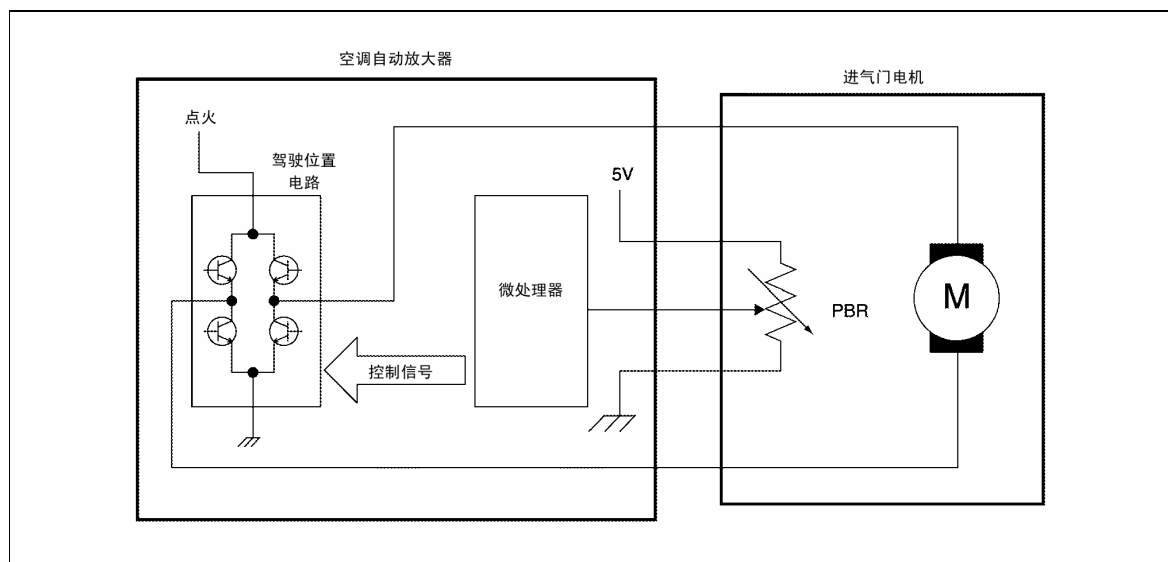 空调自动放大器
进气门电机
点火
驾驶位置
电路
5V
微处理器
PBR
M
控制信号